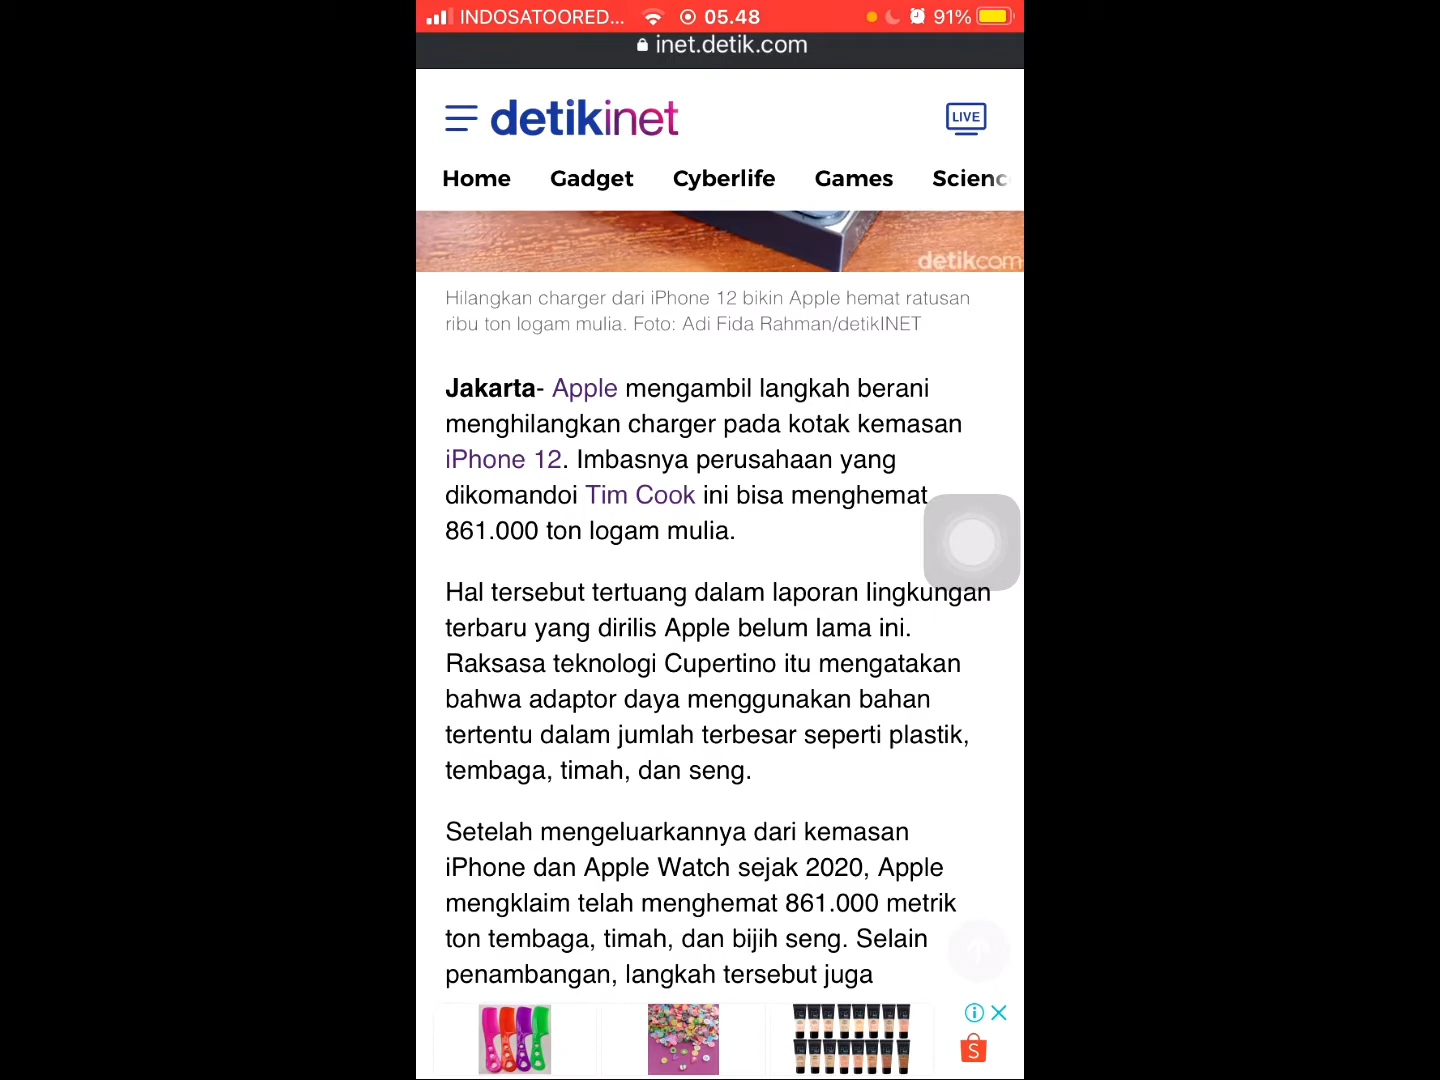 INDOSATOORED... 05.48 91%
inet.detik.com
detikinet LIVE
Home Gadget Cyberlife Games Scienc
detikcom
Hilangkan charger dari iPhone 12 bikin Apple hemat ratusan
ribu ton logam mulia. Foto: Adi Fida Rahman/detikINET
Jakarta- Apple mengambil langkah berani
menghilangkan charger pada kotak kemasan
iPhone 12. Imbasnya perusahaan yang
dikomandoi Tim Cook ini bisa menghemat
861.000 ton logam mulia.
Hal tersebut tertuang dalam laporan lingkungan
terbaru yang dirilis Apple belum lama ini.
Raksasa teknologi Cupertino itu mengatakan
bahwa adaptor daya menggunakan bahan
tertentu dalam jumlah terbesar seperti plastik,
tembaga, timah, dan seng.
Setelah mengeluarkannya dari kemasan
iPhone dan Apple Watch sejak 2020, Apple
mengklaim telah menghemat 861.000 metrik
ton tembaga, timah, dan bijih seng. Selain
penambangan, langkah tersebut juga
S